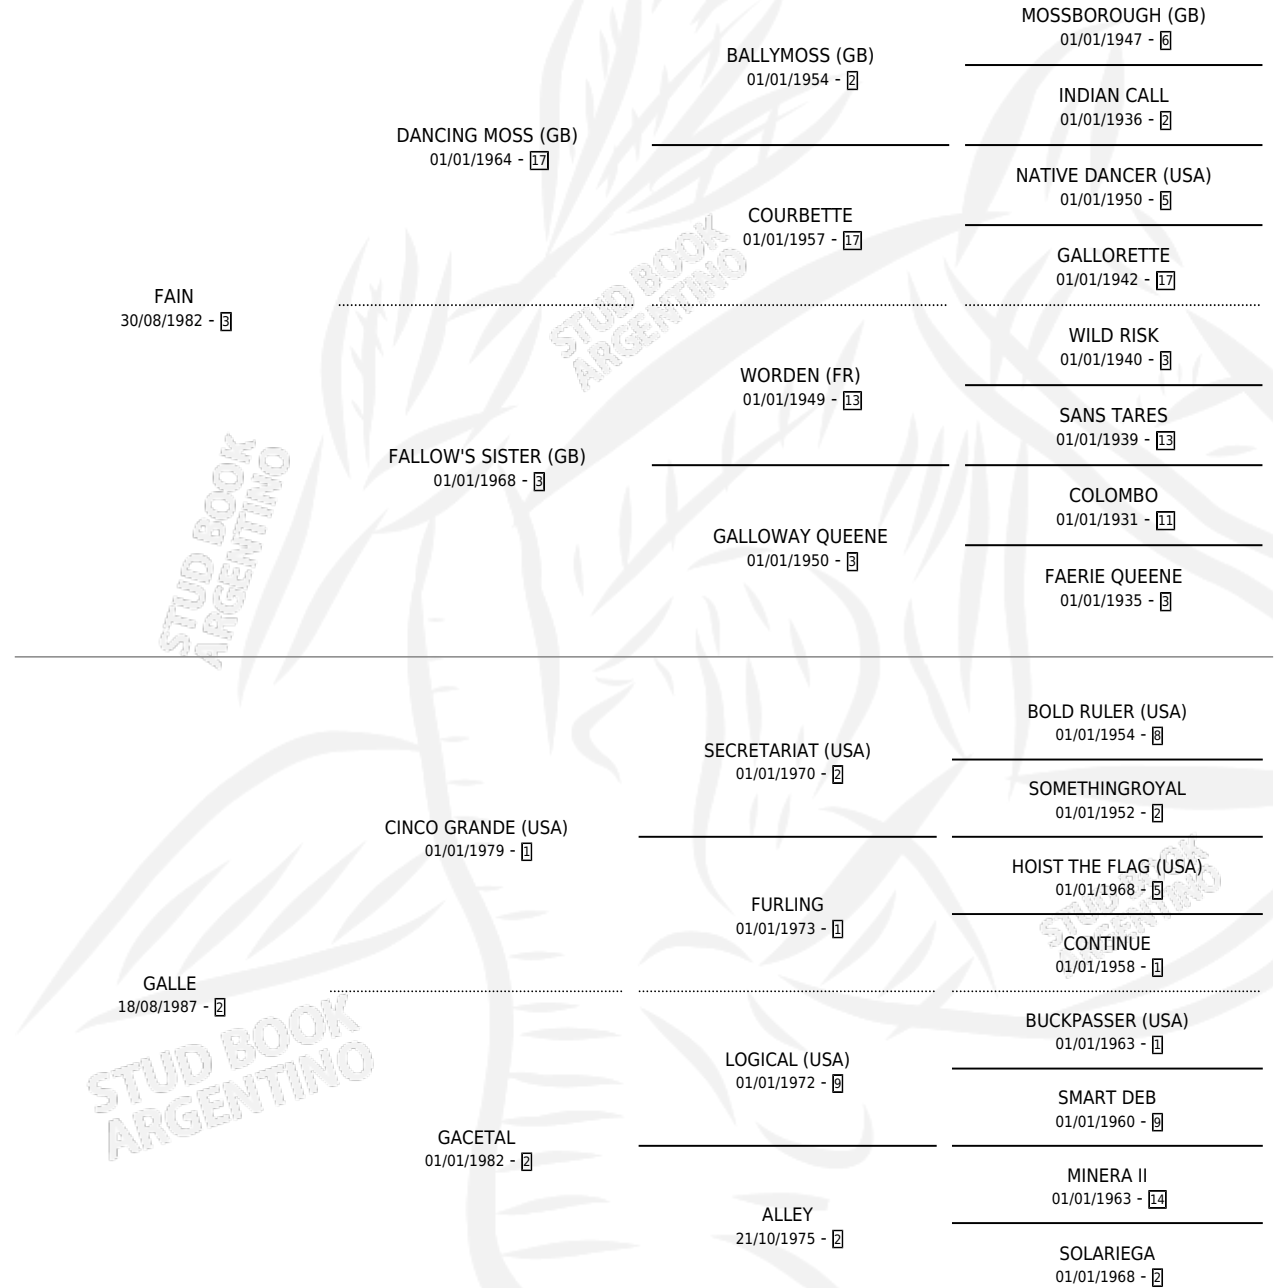 MOSSBOROUGH (GB)
01/01/1947 - 6
BALLYMOSS (GB)
01/01/1954 - 2
INDIAN CALL
01/01/1936 - 2
DANCING MOSS (GB)
01/01/1964 - 17
NATIVE DANCER (USA)
01/01/1950 - 5
COURBETTE
01/01/1957 - 17
GALLORETTE
01/01/1942 - 17
FAIN
30/08/1982 - 3
STUD BOOK
ARGENTINO
WILD RISK
01/01/1940 - 3
WORDEN (FR)
01/01/1949 - 13
SANS TARES
01/01/1939 - 13
FALLOW'S SISTER (GB)
01/01/1968 - 3
COLOMBO
01/01/1931 - 11
GALLOWAY QUEENE
01/01/1950 - 3
FAERIE QUEENE
01/01/1935 - 3
STUD BOOK
ARGENTINO
BOLD RULER (USA)
01/01/1954 - 8
SECRETARIAT (USA)
01/01/1970 - 2
SOMETHINGROYAL
01/01/1952 - 2
CINCO GRANDE (USA)
01/01/1979 - 1
HOIST THE FLAG (USA)
01/01/1968 - 5
FURLING
01/01/1973 - 1
STUD BOOK
ARGENTINO
CONTINUE
01/01/1958 - 1
GALLE
18/08/1987 - 2
BUCKPASSER (USA)
01/01/1963 - 1
LOGICAL (USA)
01/01/1972 - 9
STUD BOOK
ARGENTINO
SMART DEB
01/01/1960 - 9
GACETAL
01/01/1982 - 2
MINERA II
01/01/1963 - 14
ALLEY
21/10/1975 - 2
SOLARIEGA
01/01/1968 - 2